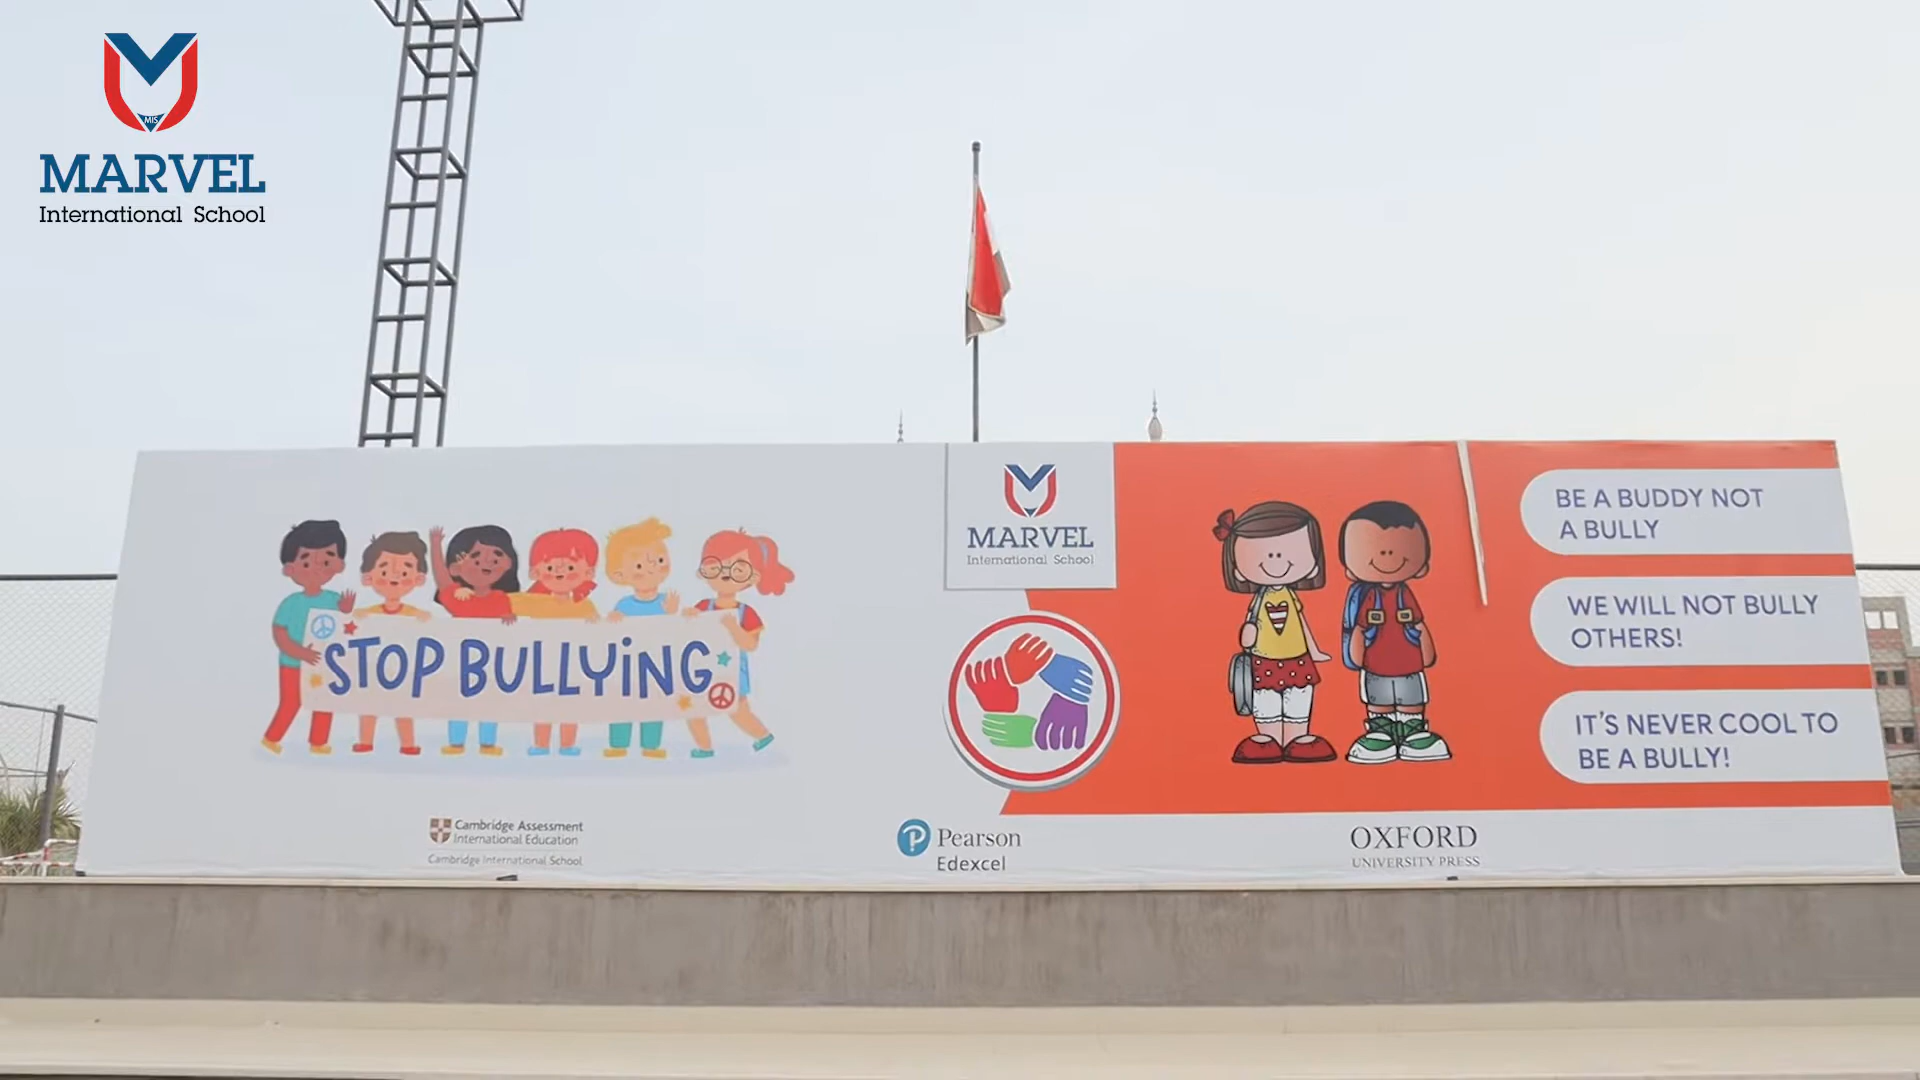 MIS
MARVEL
International School
STOP BULLYiNG
MARVEL
International School
BE A BUDDY NOT
A BULLY
WE WILL NOT BULLY
OTHERS!
IT'S NEVER COOL TO
BE A BULLY!
Cambridge Assessment
International Education
Cambridge International School
Pearson
Edexcel
OXFORD
UNIVERSITY PRESS